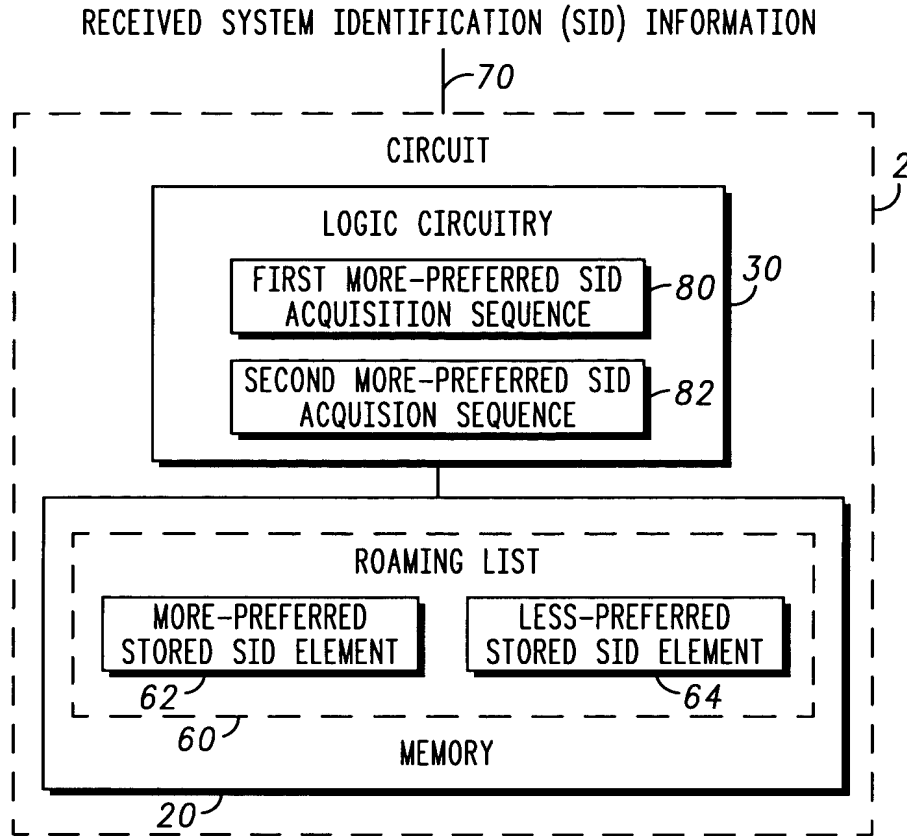 RECEIVED SYSTEM IDENTIFICATION (SID) INFORMATION
70
CIRCUIT
2
LOGIC CIRCUITRY
30
FIRST MORE-PREFERRED SID
ACQUISITION SEQUENCE
80
SECOND MORE-PREFERRED SID
ACQUISION SEQUENCE
82
ROAMING LIST
MORE-PREFERRED
STORED SID ELEMENT
LESS-PREFERRED
STORED SID ELEMENT
62
64
60
MEMORY
20